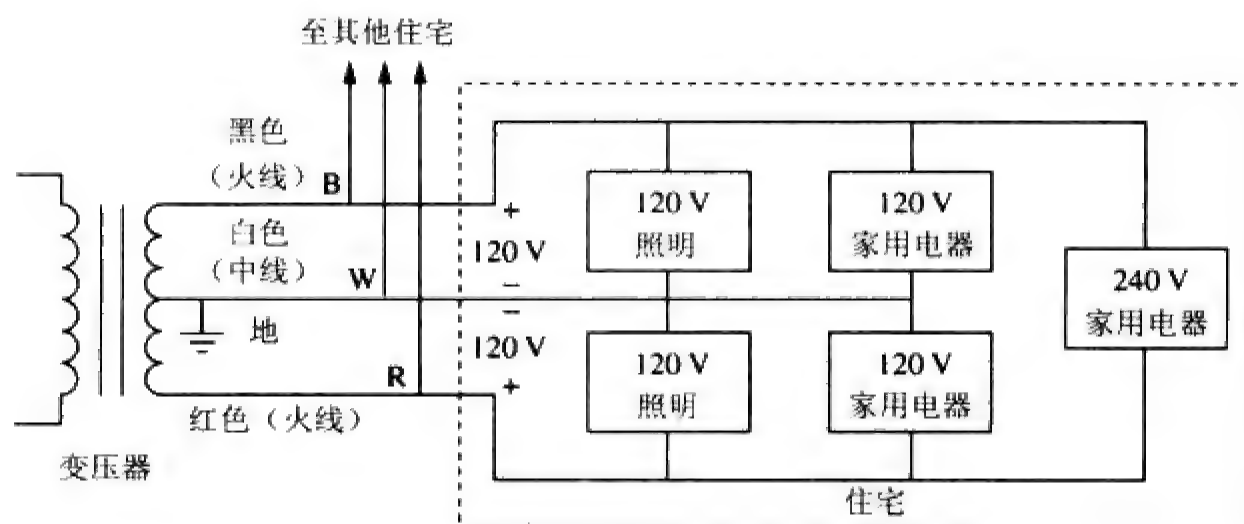 至其他住宅
黑色
（火线）
B
白色
（中线）
W
地
R
红色（火线）
变压器
+
120 V
−
−
120 V
+
120 V
照明
120 V
家用电器
240 V
家用电器
120 V
照明
120 V
家用电器
住宅